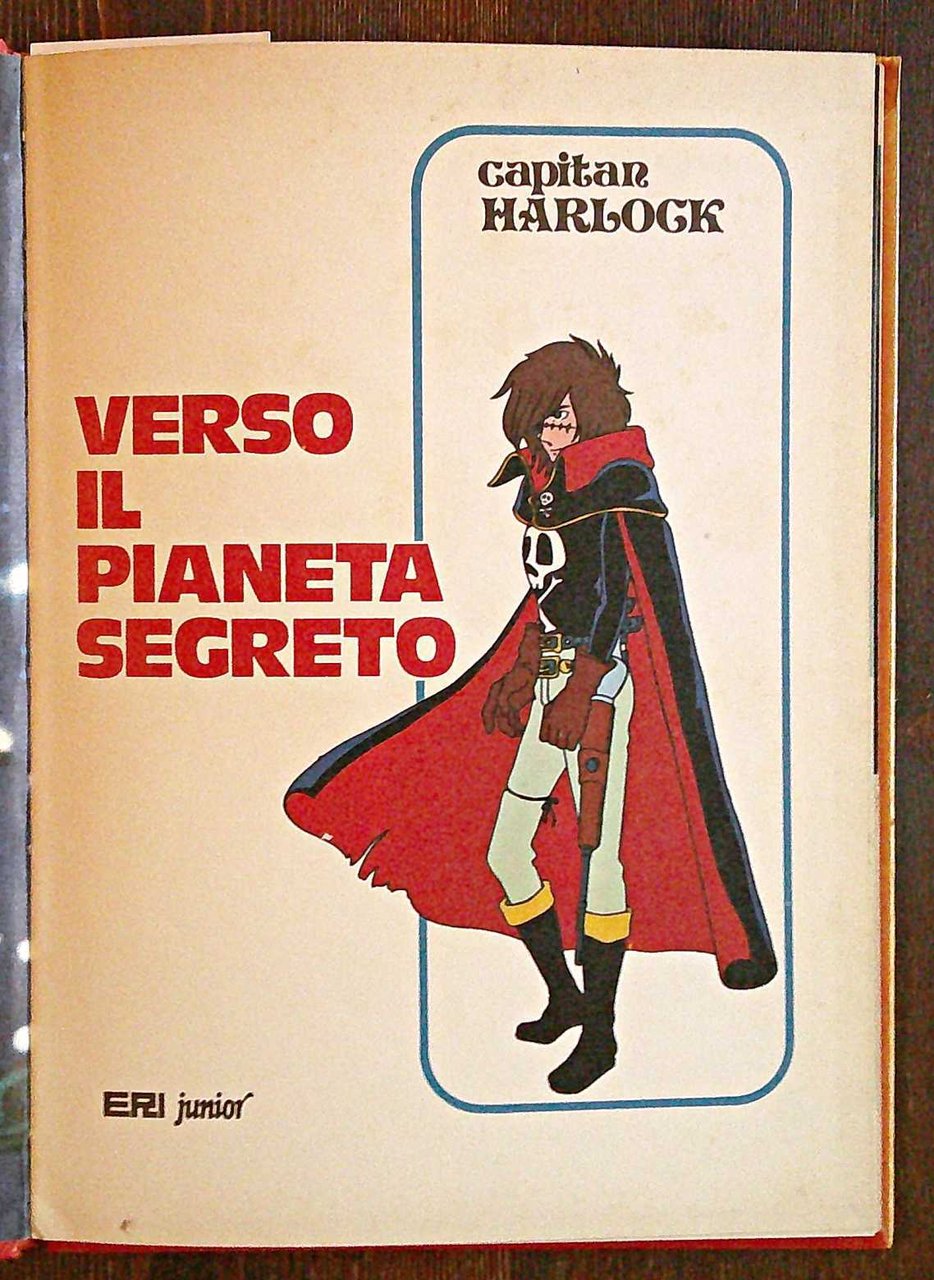 capitan
HARLOCK
VERSO
IL
PIANETA
SEGRETO
ERI junior